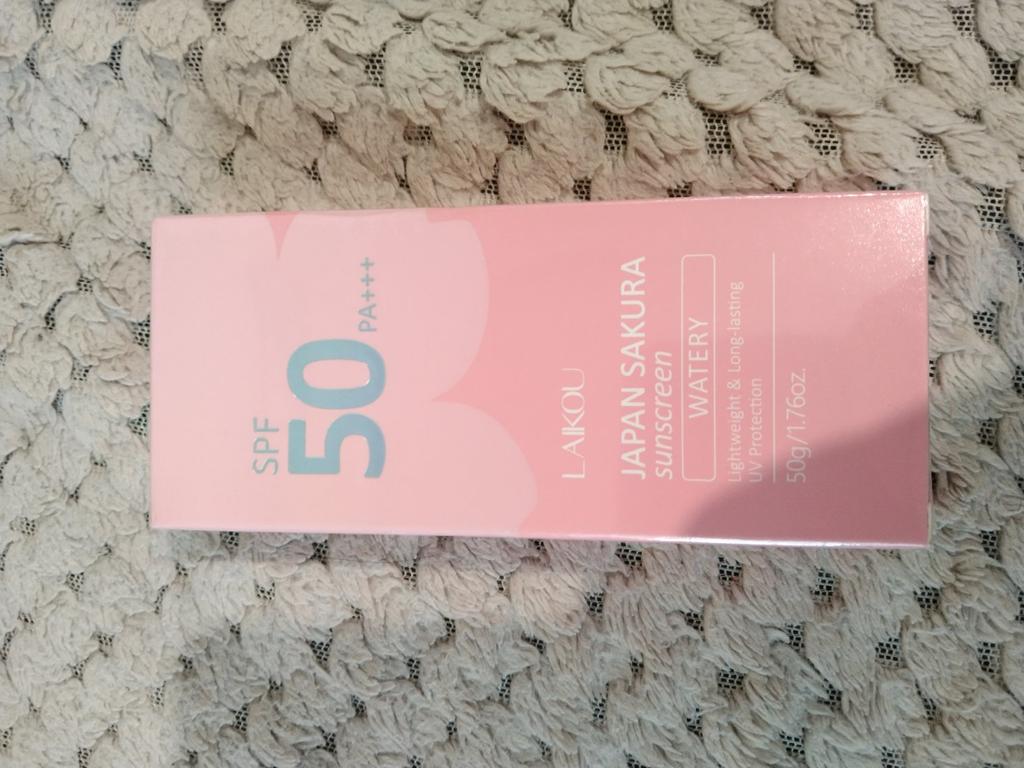 SPF
50 PA+++
LAIKOU
JAPAN SAKURA
sunscreen
WATERY
Lightweight & Long-lasting
UV Protection
50g/1.76oz.